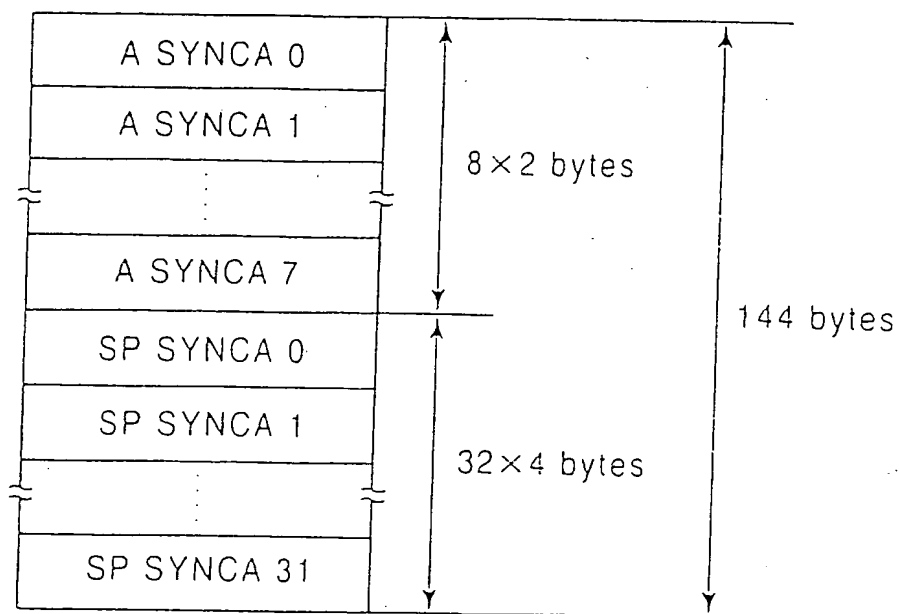 A SYNCA 0
A SYNCA 1
8×2 bytes
A SYNCA 7
144 bytes
SP SYNCA 0
SP SYNCA 1
32×4 bytes
SP SYNCA 31